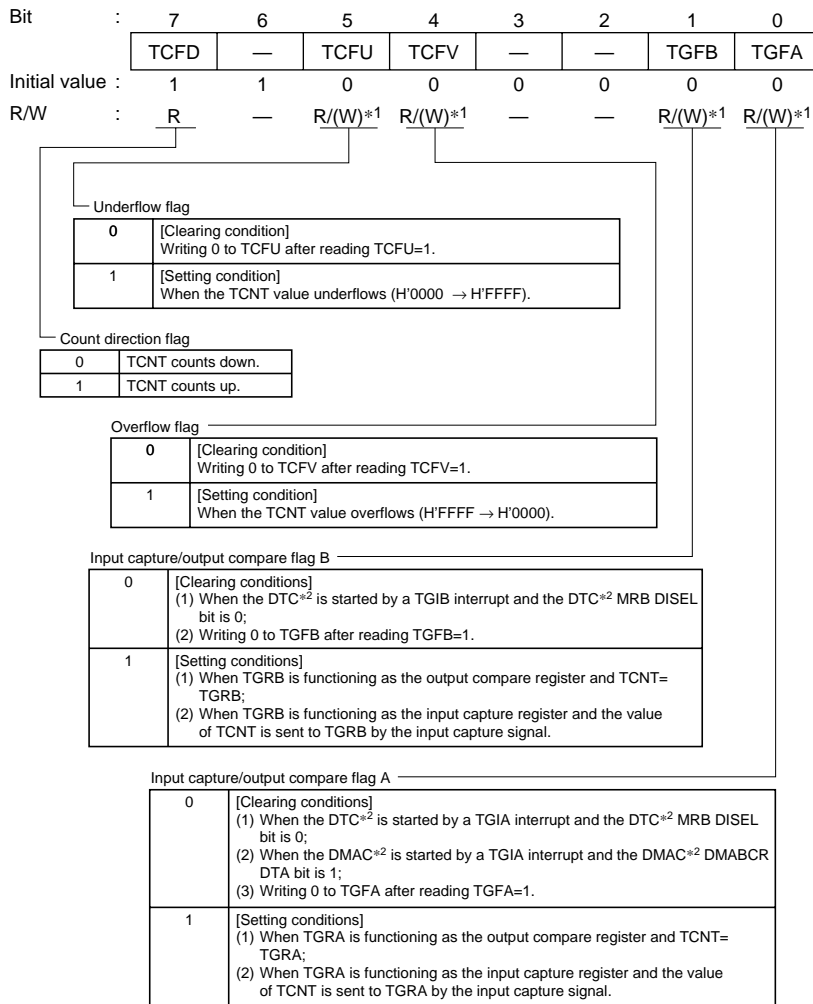 Bit : 7 6 5 4 3 2 1 0
TCFD — TCFU TCFV — — TGFB TGFA
Initial value : 1 1 0 0 0 0 0 0
R/W : R — R/(W)*1 R/(W)*1 — — R/(W)*1 R/(W)*1
Underflow flag
0 [Clearing condition]
Writing 0 to TCFU after reading TCFU=1.
1 [Setting condition]
When the TCNT value underflows (H'0000 → H'FFFF).
Count direction flag
0 TCNT counts down.
1 TCNT counts up.
Overflow flag
0 [Clearing condition]
Writing 0 to TCFV after reading TCFV=1.
1 [Setting condition]
When the TCNT value overflows (H'FFFF → H'0000).
Input capture/output compare flag B
0 [Clearing conditions]
(1) When the DTC*2 is started by a TGIB interrupt and the DTC*2 MRB DISEL
bit is 0;
(2) Writing 0 to TGFB after reading TGFB=1.
1 [Setting conditions]
(1) When TGRB is functioning as the output compare register and TCNT=
TGRB;
(2) When TGRB is functioning as the input capture register and the value
of TCNT is sent to TGRB by the input capture signal.
Input capture/output compare flag A
0 [Clearing conditions]
(1) When the DTC*2 is started by a TGIA interrupt and the DTC*2 MRB DISEL
bit is 0;
(2) When the DMAC*2 is started by a TGIA interrupt and the DMAC*2 DMABCR
DTA bit is 1;
(3) Writing 0 to TGFA after reading TGFA=1.
1 [Setting conditions]
(1) When TGRA is functioning as the output compare register and TCNT=
TGRA;
(2) When TGRA is functioning as the input capture register and the value
of TCNT is sent to TGRA by the input capture signal.